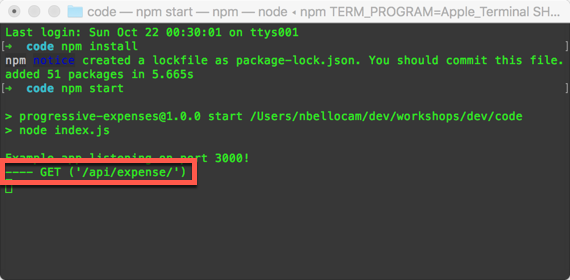 code — npm start — npm — node ◂ npm TERM_PROGRAM=Apple_Terminal SH...
Last login: Sun Oct 22 00:30:01 on ttys001
[➜  code npm install
npm notice created a lockfile as package-lock.json. You should commit this file.
added 51 packages in 5.665s
[➜  code npm start
> progressive-expenses@1.0.0 start /Users/nbellocam/dev/workshops/dev/code
> node index.js
Example app listening on port 3000!
---- GET ('/api/expense/')